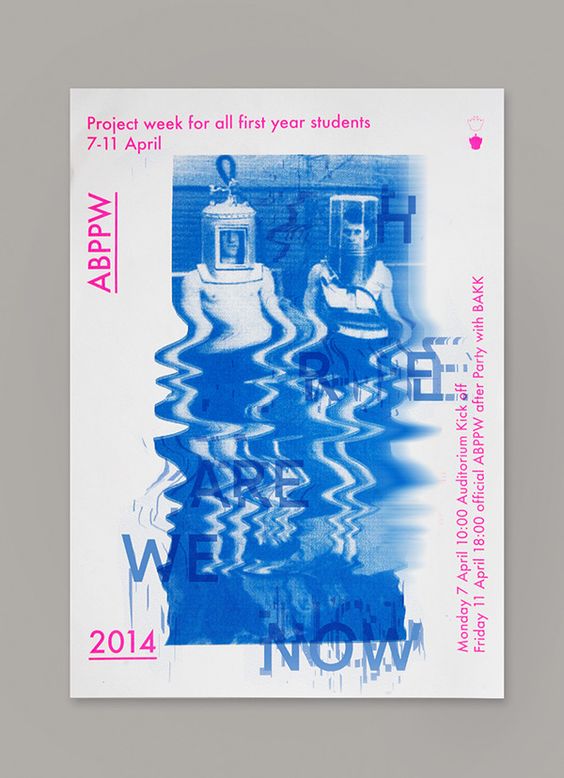 Project week for all first year students
7-11 April
ABPPW
H
R E
ARE
WE
NOW
2014
Monday 7 April 10:00 Auditorium Kick off
Friday 11 April 18:00 official ABPPW after Party with BAKK